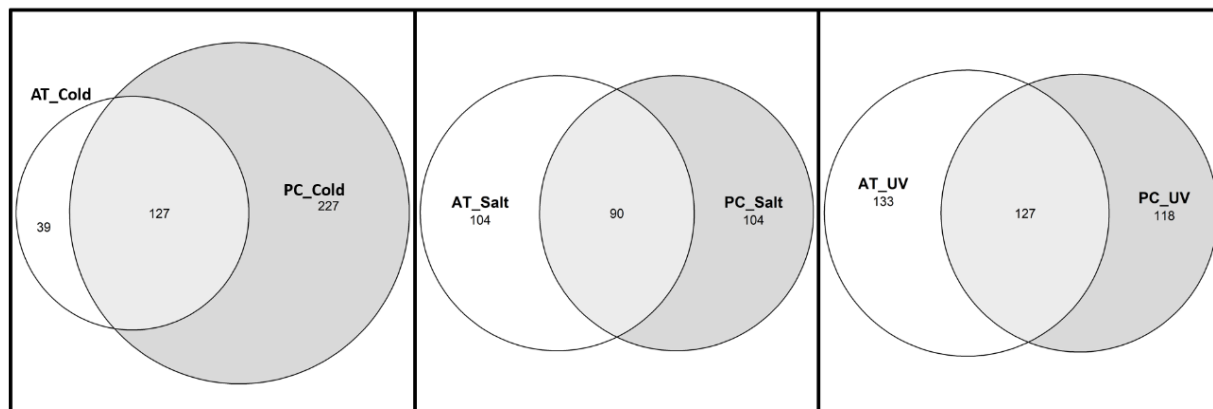 AT_Cold
39
127
PC_Cold
227
AT_Salt
104
90
PC_Salt
104
AT_UV
133
127
PC_UV
118